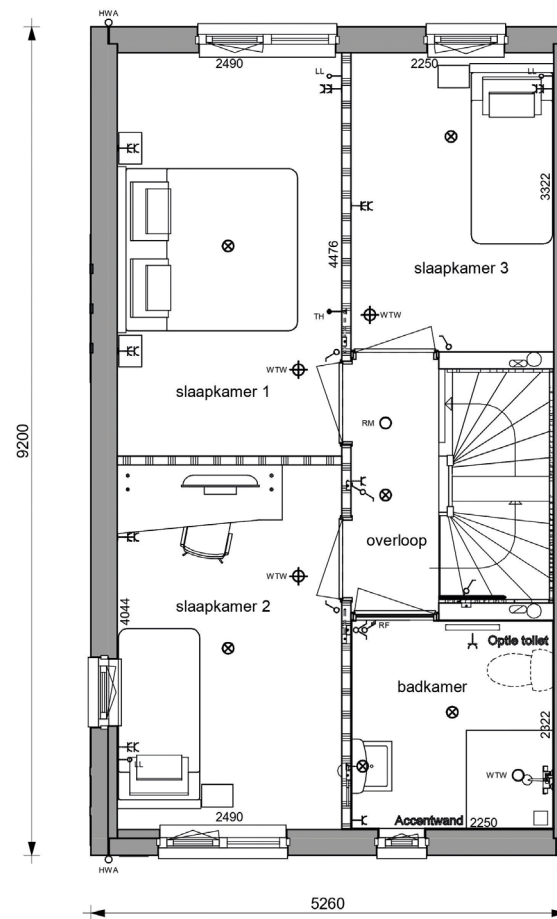 HWA
2490
2250
LL
LL
3322
4476
slaapkamer 3
TH
WTW
WTW
slaapkamer 1
RM
9200
overloop
WTW
slaapkamer 2
4044
RF
Optie toilet
badkamer
2322
LL
WTW
2490
Accentwand
2250
HWA
5260